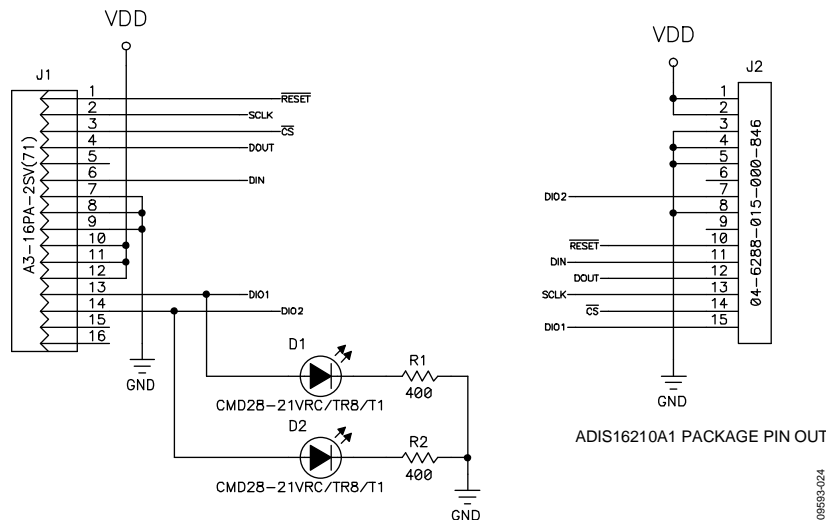 VDD
J1
A3-16PA-2SV(71)
1
2
3
4
5
6
7
8
9
10
11
12
13
14
15
16
RESET
SCLK
CS
DOUT
DIN
DIO1
DIO2
GND
D1
CMD28-21VRC/TR8/T1
R1
400
D2
CMD28-21VRC/TR8/T1
R2
400
GND
VDD
J2
04-6288-015-000-846
1
2
3
4
5
6
7
8
9
10
11
12
13
14
15
DIO2
RESET
DIN
DOUT
SCLK
CS
DIO1
GND
ADIS16210A1 PACKAGE PIN OUT
09593-024